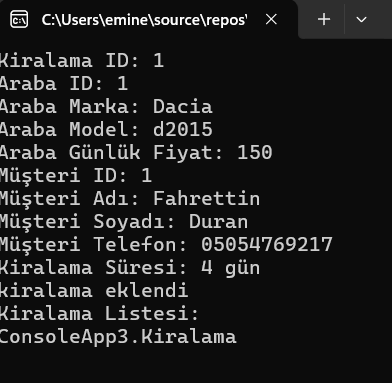 C:\Users\emine\source\repos\
Kiralama ID: 1
Araba ID: 1
Araba Marka: Dacia
Araba Model: d2015
Araba Günlük Fiyat: 150
Müşteri ID: 1
Müşteri Adı: Fahrettin
Müşteri Soyadı: Duran
Müşteri Telefon: 05054769217
Kiralama Süresi: 4 gün
kiralama eklendi
Kiralama Listesi:
ConsoleApp3.Kiralama